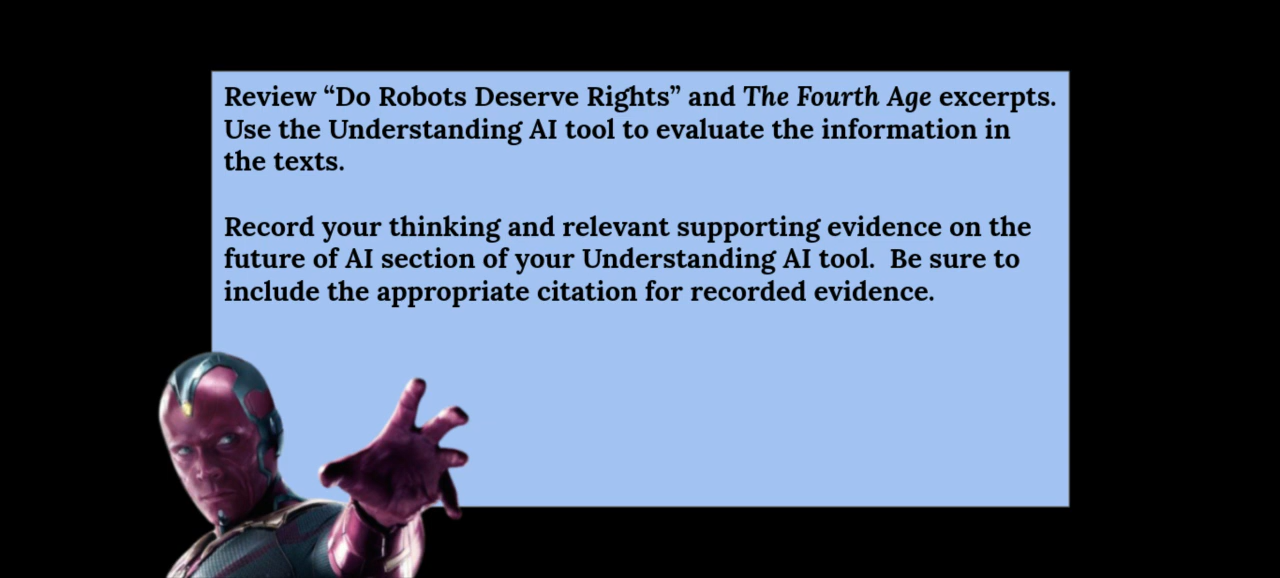 Review “Do Robots Deserve Rights” and The Fourth Age excerpts.
Use the Understanding AI tool to evaluate the information in
the texts.
Record your thinking and relevant supporting evidence on the
future of AI section of your Understanding AI tool.  Be sure to
include the appropriate citation for recorded evidence.